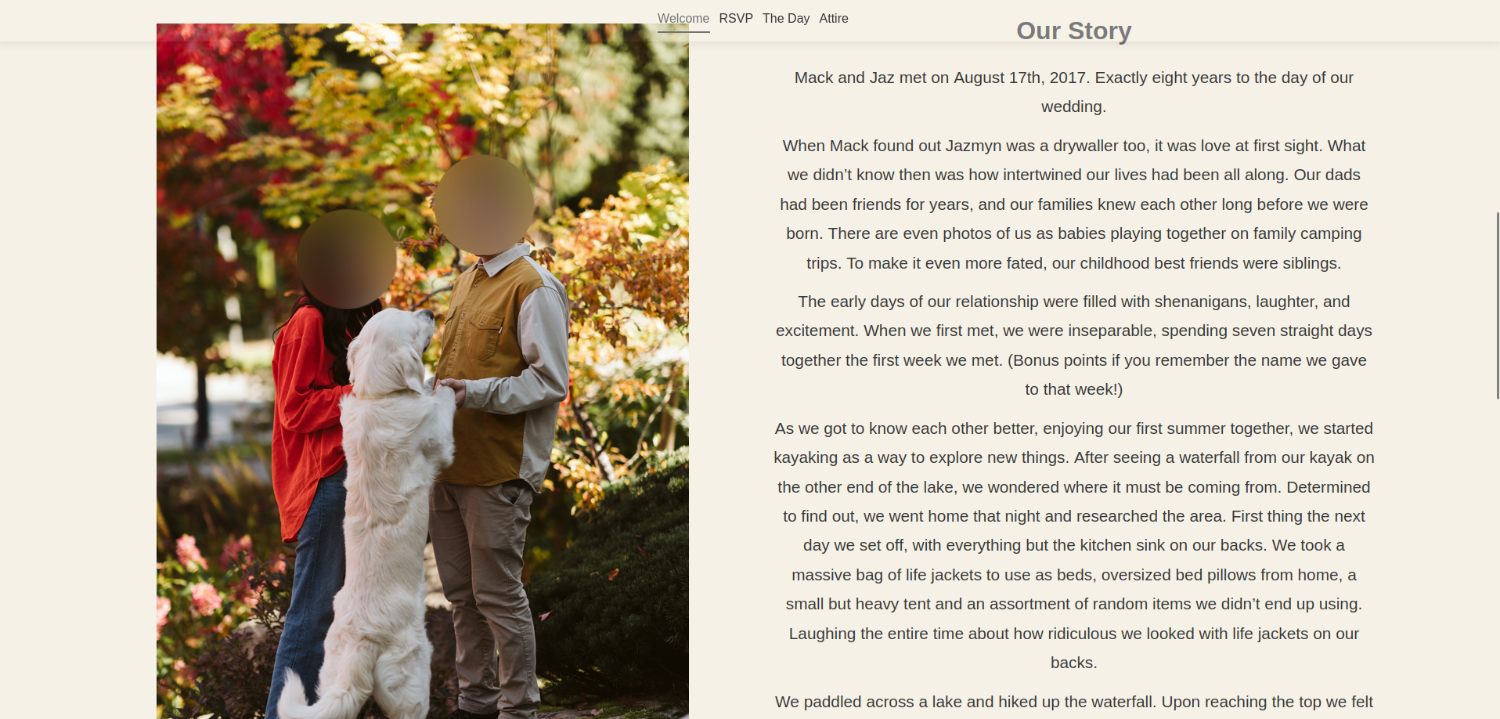 Welcome RSVP The Day Attire
Our Story
Mack and Jaz met on August 17th, 2017. Exactly eight years to the day of our
wedding.
When Mack found out Jazmyn was a drywaller too, it was love at first sight. What
we didn’t know then was how intertwined our lives had been all along. Our dads
had been friends for years, and our families knew each other long before we were
born. There are even photos of us as babies playing together on family camping
trips. To make it even more fated, our childhood best friends were siblings.
The early days of our relationship were filled with shenanigans, laughter, and
excitement. When we first met, we were inseparable, spending seven straight days
together the first week we met. (Bonus points if you remember the name we gave
to that week!)
As we got to know each other better, enjoying our first summer together, we started
kayaking as a way to explore new things. After seeing a waterfall from our kayak on
the other end of the lake, we wondered where it must be coming from. Determined
to find out, we went home that night and researched the area. First thing the next
day we set off, with everything but the kitchen sink on our backs. We took a
massive bag of life jackets to use as beds, oversized bed pillows from home, a
small but heavy tent and an assortment of random items we didn’t end up using.
Laughing the entire time about how ridiculous we looked with life jackets on our
backs.
We paddled across a lake and hiked up the waterfall. Upon reaching the top we felt